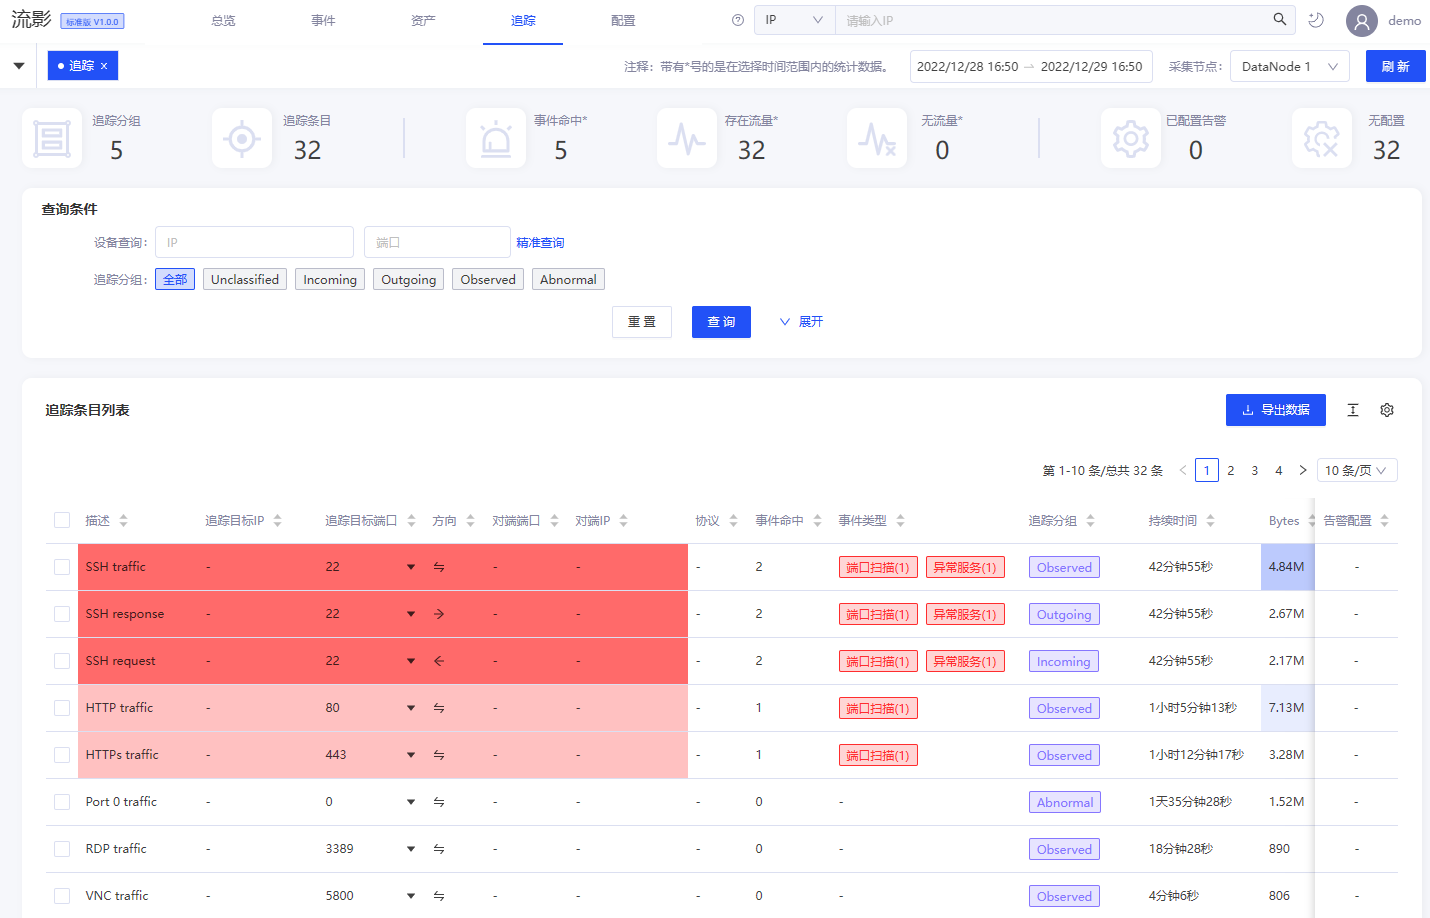 流影 标准版 V1.0.0 总览 事件 资产 追踪 配置 IP 请输入IP demo
追踪 x 注释：带有*号的是在选择时间范围内的统计数据。 2022/12/28 16:50 → 2022/12/29 16:50 采集节点： DataNode 1 刷 新
追踪分组 追踪条目 事件命中* 存在流量* 无流量* 已配置告警 无配置
5 32 5 32 0 0 32
查询条件
设备查询： IP 端口 精准查询
追踪分组： 全部 Unclassified Incoming Outgoing Observed Abnormal
重 置 查 询 展开
追踪条目列表 导出数据
第 1-10 条/总共 32 条 < 1 2 3 4 > 10 条/页
描述 追踪目标IP 追踪目标端口 方向 对端端口 对端IP 协议 事件命中 事件类型 追踪分组 持续时间 Bytes 告警配置
SSH traffic - 22 ⇋ - - - 2 端口扫描(1) 异常服务(1) Observed 42分钟55秒 4.84M -
SSH response - 22 → - - - 2 端口扫描(1) 异常服务(1) Outgoing 42分钟55秒 2.67M -
SSH request - 22 ← - - - 2 端口扫描(1) 异常服务(1) Incoming 42分钟55秒 2.17M -
HTTP traffic - 80 ⇋ - - - 1 端口扫描(1) Observed 1小时5分钟13秒 7.13M -
HTTPs traffic - 443 ⇋ - - - 1 端口扫描(1) Observed 1小时12分钟17秒 3.28M -
Port 0 traffic - 0 ⇋ - - - 0 - Abnormal 1天35分钟28秒 1.52M -
RDP traffic - 3389 ⇋ - - - 0 - Observed 18分钟28秒 890 -
VNC traffic - 5800 ⇋ - - - 0 - Observed 4分钟6秒 806 -